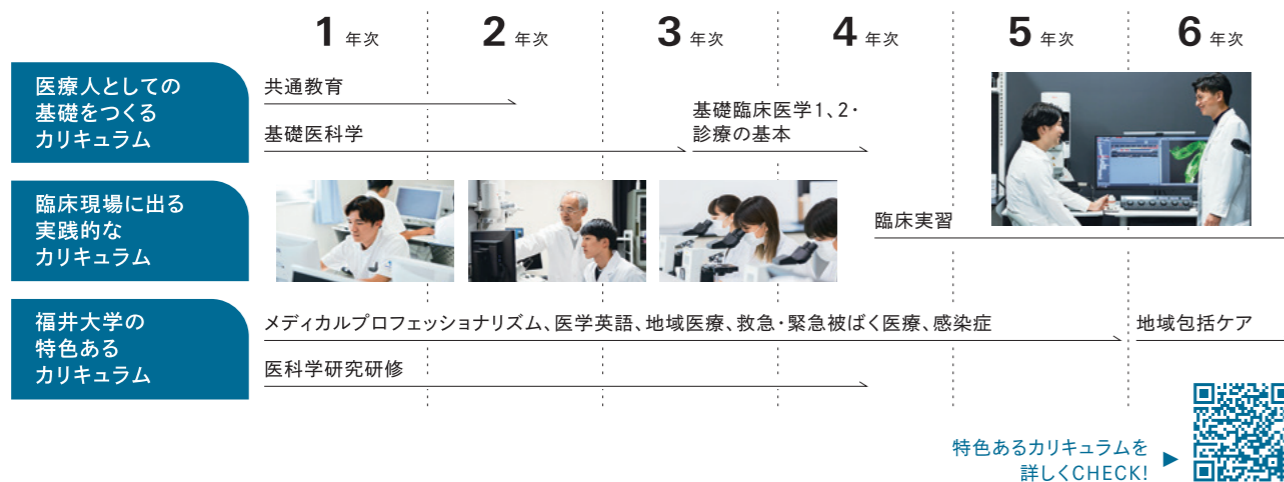 1 年次
2 年次
3 年次
4 年次
5 年次
6 年次
医療人としての
基礎をつくる
カリキュラム
共通教育
基礎医科学
基礎臨床医学1、2・
診療の基本
臨床現場に出る
実践的な
カリキュラム
臨床実習
福井大学の
特色ある
カリキュラム
メディカルプロフェッショナリズム、医学英語、地域医療、救急・緊急被ばく医療、感染症
地域包括ケア
医科学研究研修
特色あるカリキュラムを
詳しくCHECK!